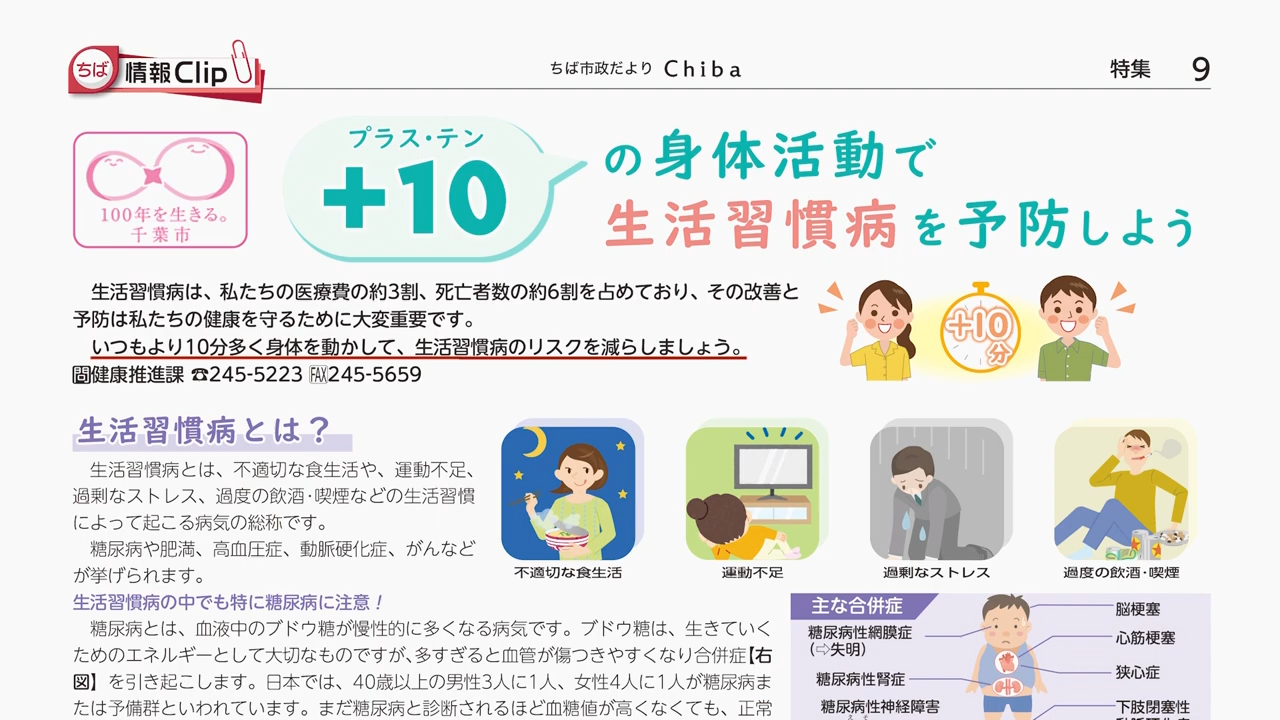 ちば 情報Clip
ちば市政だより Chiba
特集 9
100年を生きる。
千葉市
プラス・テン
+10
の身体活動で
生活習慣病を予防しよう
生活習慣病は、私たちの医療費の約3割、死亡者数の約6割を占めており、その改善と
予防は私たちの健康を守るために大変重要です。
いつもより10分多く身体を動かして、生活習慣病のリスクを減らしましょう。
問健康推進課 ☎245-5223 FAX245-5659
+10
分
生活習慣病とは?
生活習慣病とは、不適切な食生活や、運動不足、
過剰なストレス、過度の飲酒・喫煙などの生活習慣
によって起こる病気の総称です。
糖尿病や肥満、高血圧症、動脈硬化症、がんなど
が挙げられます。
不適切な食生活
運動不足
過剰なストレス
過度の飲酒・喫煙
生活習慣病の中でも特に糖尿病に注意!
糖尿病とは、血液中のブドウ糖が慢性的に多くなる病気です。ブドウ糖は、生きていく
ためのエネルギーとして大切なものですが、多すぎると血管が傷つきやすくなり合併症【右
図】を引き起こします。日本では、40歳以上の男性3人に1人、女性4人に1人が糖尿病ま
たは予備群といわれています。まだ糖尿病と診断されるほど血糖値が高くなくても、正常
主な合併症
糖尿病性網膜症
(⇨失明)
糖尿病性腎症
糖尿病性神経障害
脳梗塞
心筋梗塞
狭心症
下肢閉塞性